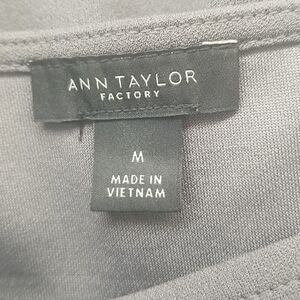 ANN TAYLOR
FACTORY
M
MADE IN
VIETNAM